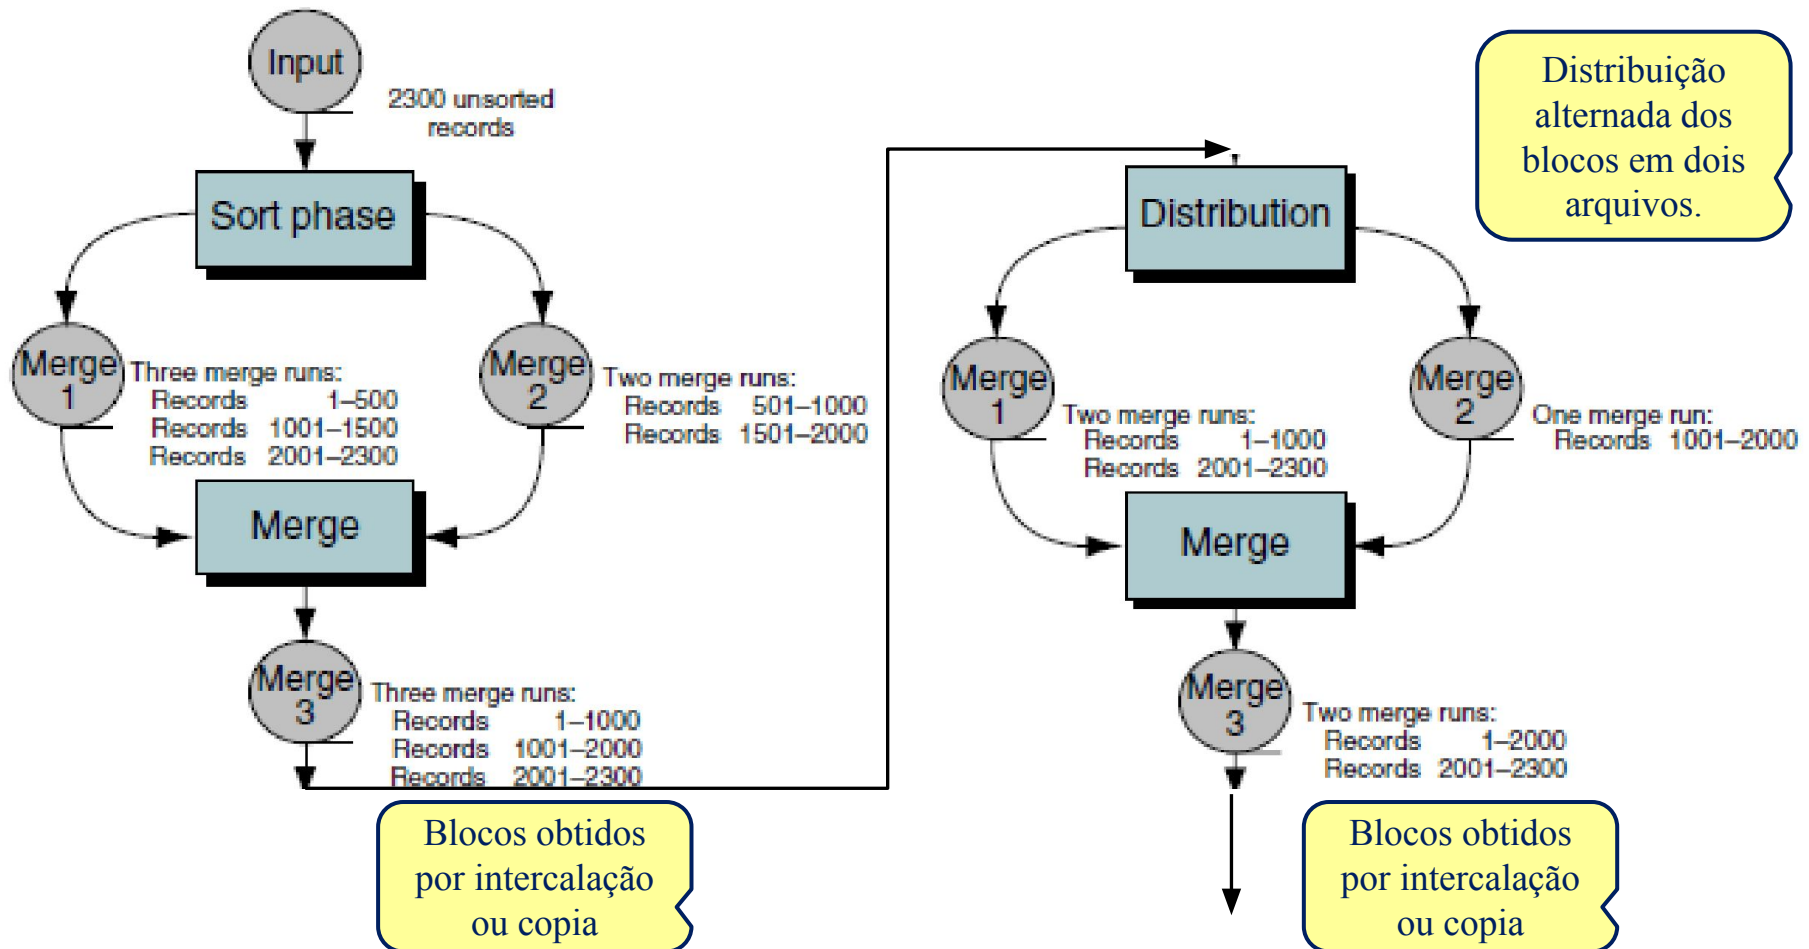 Input
2300 unsorted
records
Sort phase
Merge
1
Three merge runs:
Records 1–500
Records 1001–1500
Records 2001–2300
Merge
2
Two merge runs:
Records 501–1000
Records 1501–2000
Merge
Merge
3
Three merge runs:
Records 1–1000
Records 1001–2000
Records 2001–2300
Blocos obtidos
por intercalação
ou copia
Distribuição
alternada dos
blocos em dois
arquivos.
Distribution
Merge
1
Two merge runs:
Records 1–1000
Records 2001–2300
Merge
2
One merge run:
Records 1001–2000
Merge
Merge
3
Two merge runs:
Records 1–2000
Records 2001–2300
Blocos obtidos
por intercalação
ou copia